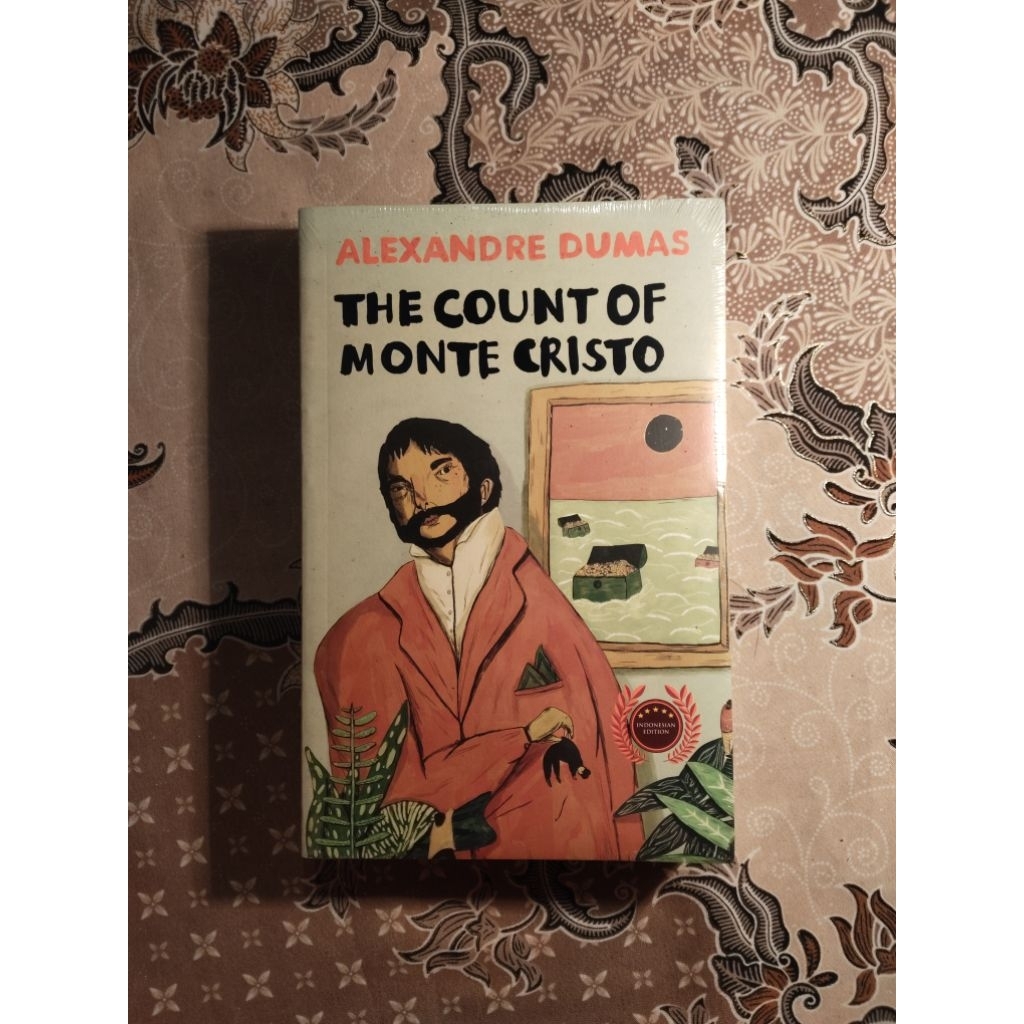 ALEXANDRE DUMAS
THE COUNT OF
MONTE CRISTO
INDONESIAN
EDITION